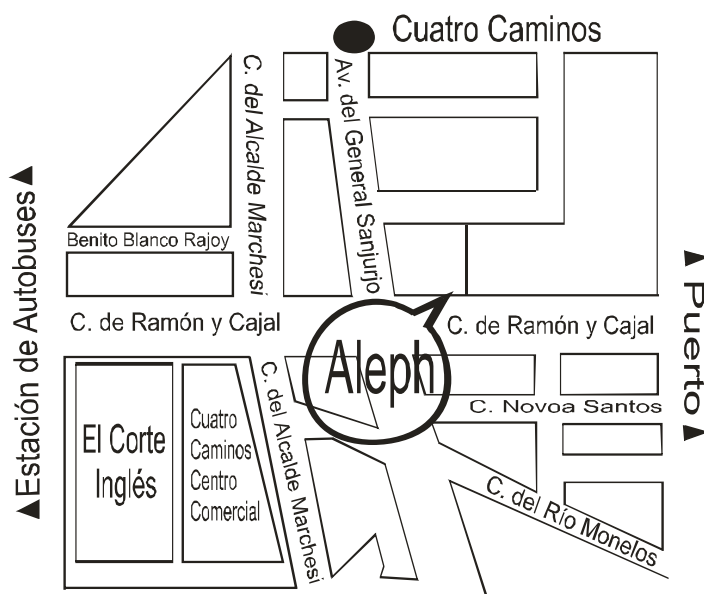 Cuatro Caminos
C. del Alcalde Marchesi
Av. del General Sanjurjo
Benito Blanco Rajoy
▲Estación de Autobuses▲
▲ Puerto ▲
C. de Ramón y Cajal
C. de Ramón y Cajal
Aleph
C. Novoa Santos
El Corte
Inglés
Cuatro
Caminos
Centro
Comercial
C. del Alcalde Marchesi
C. del Río Monelos